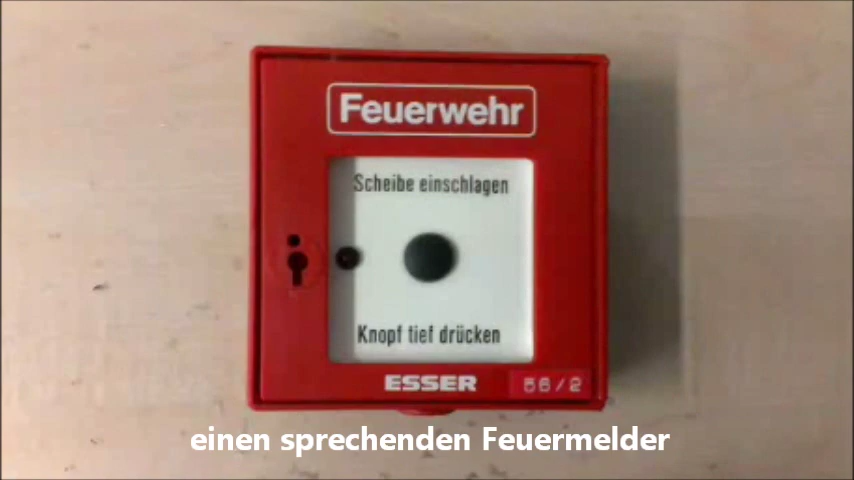 Feuerwehr
Scheibe einschlagen
Knopf tief drücken
ESSER
56/2
einen sprechenden Feuermelder